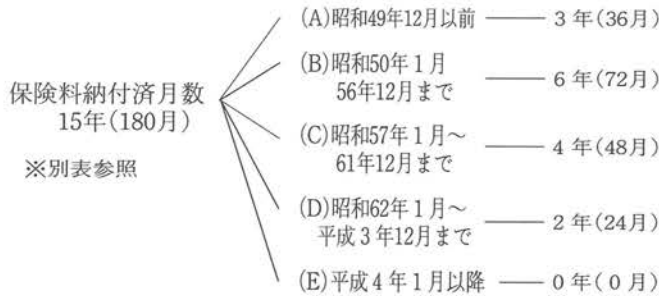 保険料納付済月数
15年(180月)
※別表参照
(A)昭和49年12月以前 3年(36月)
(B)昭和50年1月
56年12月まで 6年(72月)
(C)昭和57年1月～
61年12月まで 4年(48月)
(D)昭和62年1月～
平成3年12月まで 2年(24月)
(E)平成4年1月以降 0年(0月)